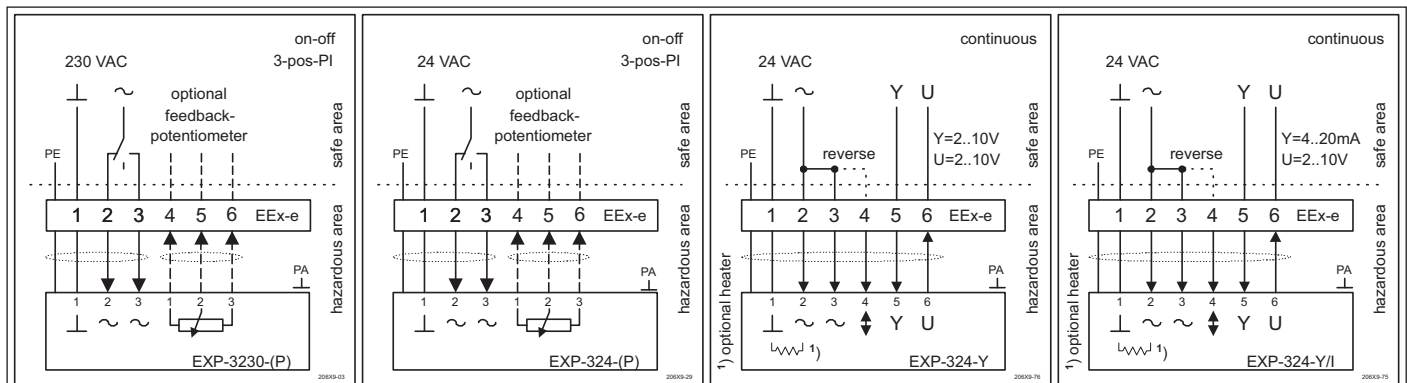 on-off
230 VAC 3-pos-PI
⊥ ~ optional
feedback-
potentiometer
PE
safe area
1 2 3 4 5 6 EEx-e
hazardous area
PA
1 2 3 1 2 3
⊥ ~ ~
EXP-3230-(P)
206X9-03
on-off
24 VAC 3-pos-PI
⊥ ~ optional
feedback-
potentiometer
PE
safe area
1 2 3 4 5 6 EEx-e
hazardous area
PA
1 2 3 1 2 3
⊥ ~ ~
EXP-324-(P)
206X9-29
continuous
24 VAC
⊥ ~ Y U
Y=2..10V
U=2..10V
PE reverse
safe area
1 2 3 4 5 6 EEx-e
hazardous area
PA
1 2 3 4 5 6
⊥ ~ ~ Y U
¹)
EXP-324-Y
¹) optional heater
206X9-76
continuous
24 VAC
⊥ ~ Y U
Y=4..20mA
U=2..10V
PE reverse
safe area
1 2 3 4 5 6 EEx-e
hazardous area
PA
1 2 3 4 5 6
⊥ ~ ~ Y U
¹)
EXP-324-Y/I
¹) optional heater
206X9-75